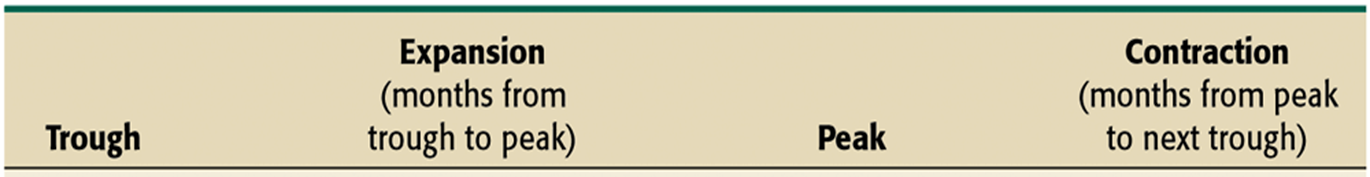 Trough
Expansion
(months from
trough to peak)
Peak
Contraction
(months from peak
to next trough)